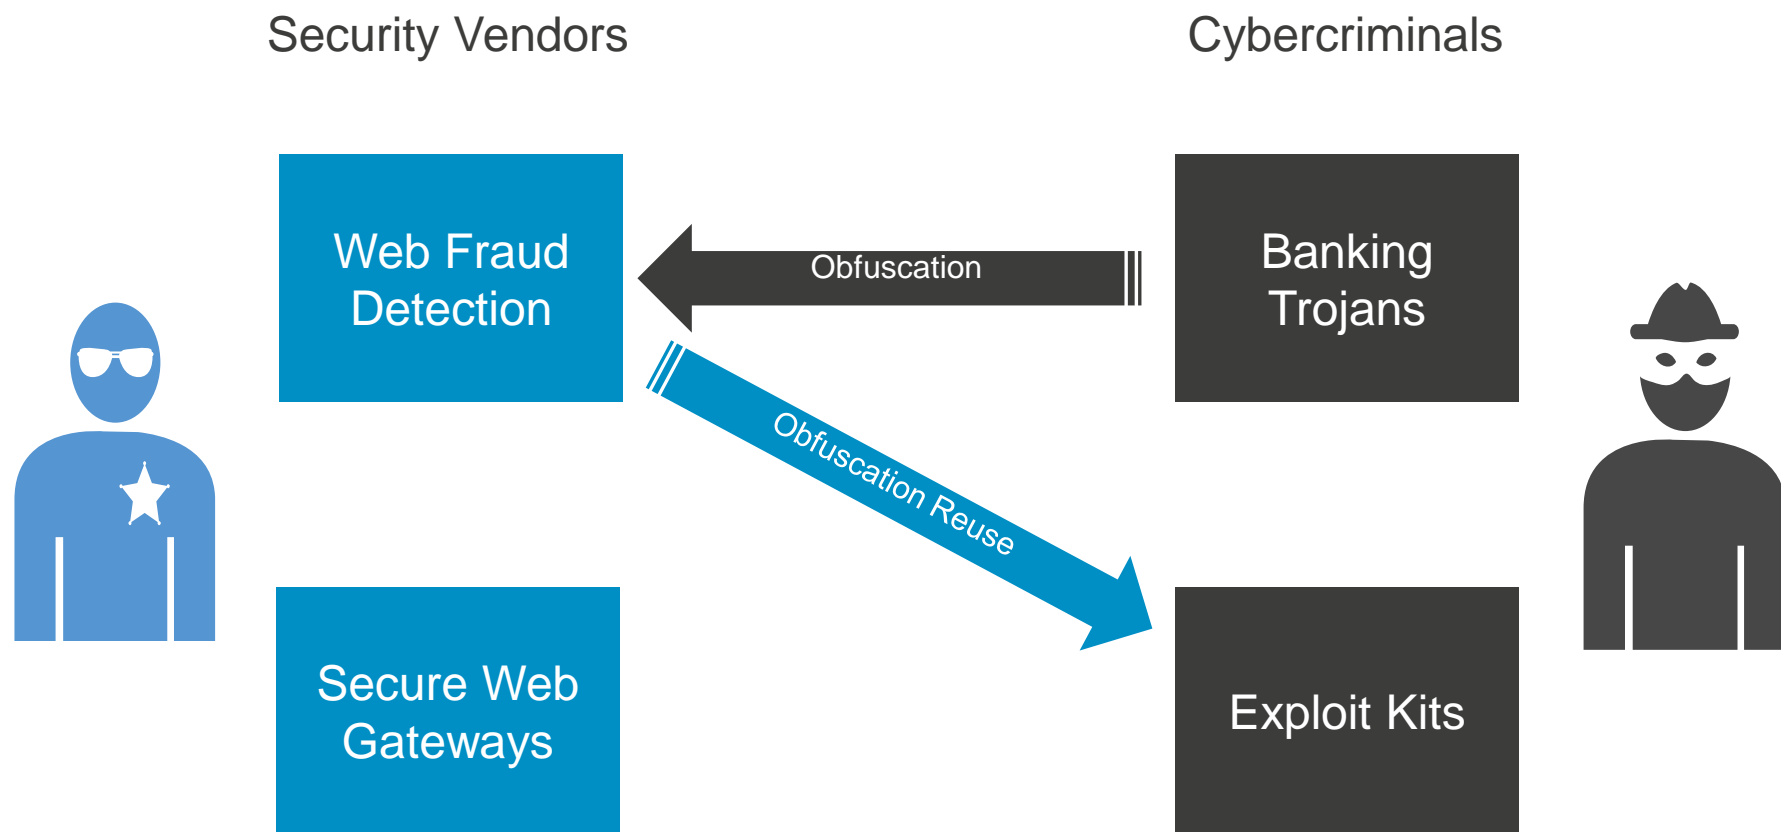 Security Vendors
Cybercriminals
Web Fraud
Detection
Obfuscation
Banking
Trojans
Obfuscation Reuse
Secure Web
Gateways
Exploit Kits